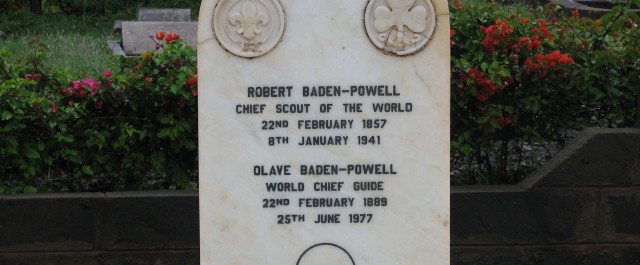 ROBERT BADEN-POWELL
CHIEF SCOUT OF THE WORLD
22ND FEBRUARY 1857
8TH JANUARY 1941
OLAVE BADEN-POWELL
WORLD CHIEF GUIDE
22ND FEBRUARY 1889
25TH JUNE 1977